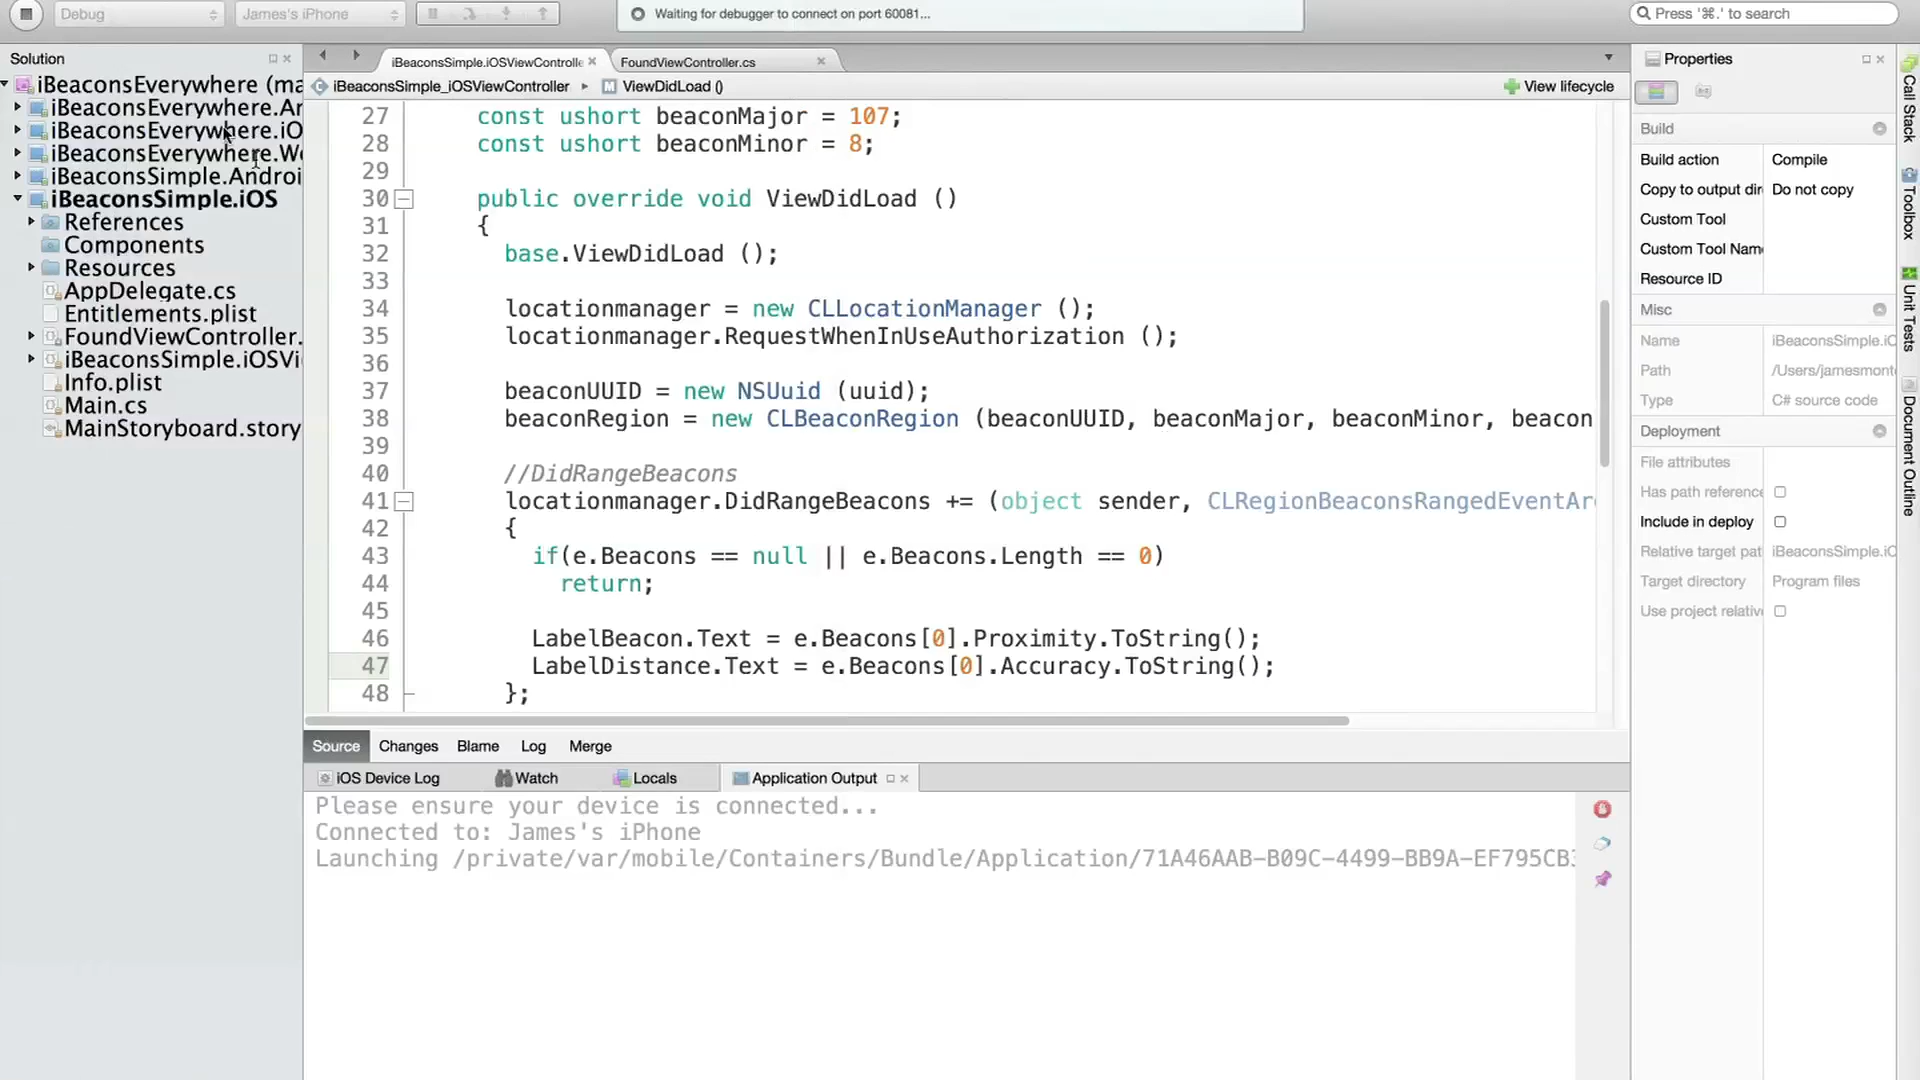 Debug
James's iPhone
Waiting for debugger to connect on port 60081...
Press '⌘.' to search
Solution
iBeaconsEverywhere (ma
iBeaconsEverywhere.An
iBeaconsEverywhere.iO
iBeaconsEverywhere.We
iBeaconsSimple.Androi
iBeaconsSimple.iOS
References
Components
Resources
AppDelegate.cs
Entitlements.plist
FoundViewController.
iBeaconsSimple.iOSVi
Info.plist
Main.cs
MainStoryboard.story
iBeaconsSimple.iOSViewControlle
FoundViewController.cs
iBeaconsSimple_iOSViewController
ViewDidLoad ()
View lifecycle
27 const ushort beaconMajor = 107;
28 const ushort beaconMinor = 8;
29
30 public override void ViewDidLoad ()
31 {
32 base.ViewDidLoad ();
33
34 locationmanager = new CLLocationManager ();
35 locationmanager.RequestWhenInUseAuthorization ();
36
37 beaconUUID = new NSUuid (uuid);
38 beaconRegion = new CLBeaconRegion (beaconUUID, beaconMajor, beaconMinor, beacon
39
40 //DidRangeBeacons
41 locationmanager.DidRangeBeacons += (object sender, CLRegionBeaconsRangedEventAr
42 {
43 if(e.Beacons == null || e.Beacons.Length == 0)
44 return;
45
46 LabelBeacon.Text = e.Beacons[0].Proximity.ToString();
47 LabelDistance.Text = e.Beacons[0].Accuracy.ToString();
48 };
Source
Changes
Blame
Log
Merge
iOS Device Log
Watch
Locals
Application Output
Please ensure your device is connected...
Connected to: James's iPhone
Launching /private/var/mobile/Containers/Bundle/Application/71A46AAB-B09C-4499-BB9A-EF795CB3
Properties
Build
Build action Compile
Copy to output dir Do not copy
Custom Tool
Custom Tool Name
Resource ID
Misc
Name iBeaconsSimple.iO
Path /Users/jamesmont
Type C# source code
Deployment
File attributes
Has path reference
Include in deploy
Relative target pat iBeaconsSimple.iO
Target directory Program files
Use project relativ
Call Stack
Toolbox
Unit Tests
Document Outline